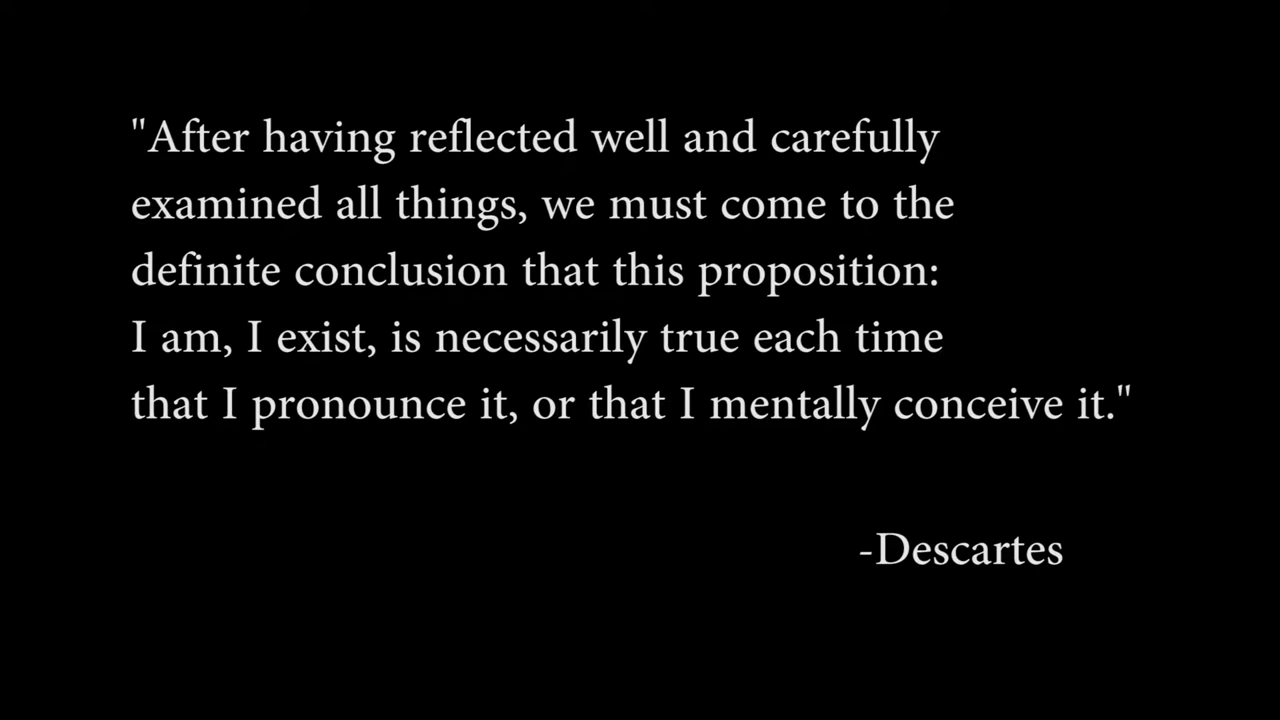 "After having reflected well and carefully
examined all things, we must come to the
definite conclusion that this proposition:
I am, I exist, is necessarily true each time
that I pronounce it, or that I mentally conceive it."
-Descartes